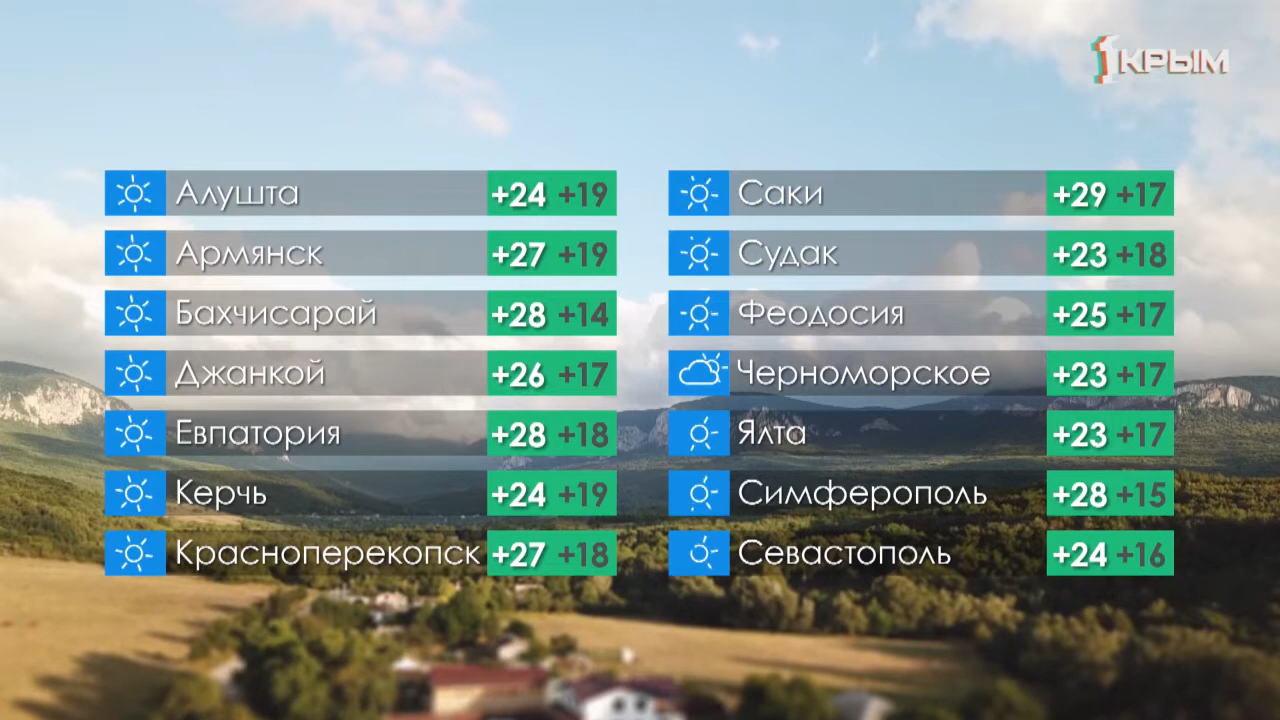 1 КРЫМ
Алушта +24 +19
Армянск +27 +19
Бахчисарай +28 +14
Джанкой +26 +17
Евпатория +28 +18
Керчь +24 +19
Красноперекопск +27 +18
Саки +29 +17
Судак +23 +18
Феодосия +25 +17
Черноморское +23 +17
Ялта +23 +17
Симферополь +28 +15
Севастополь +24 +16